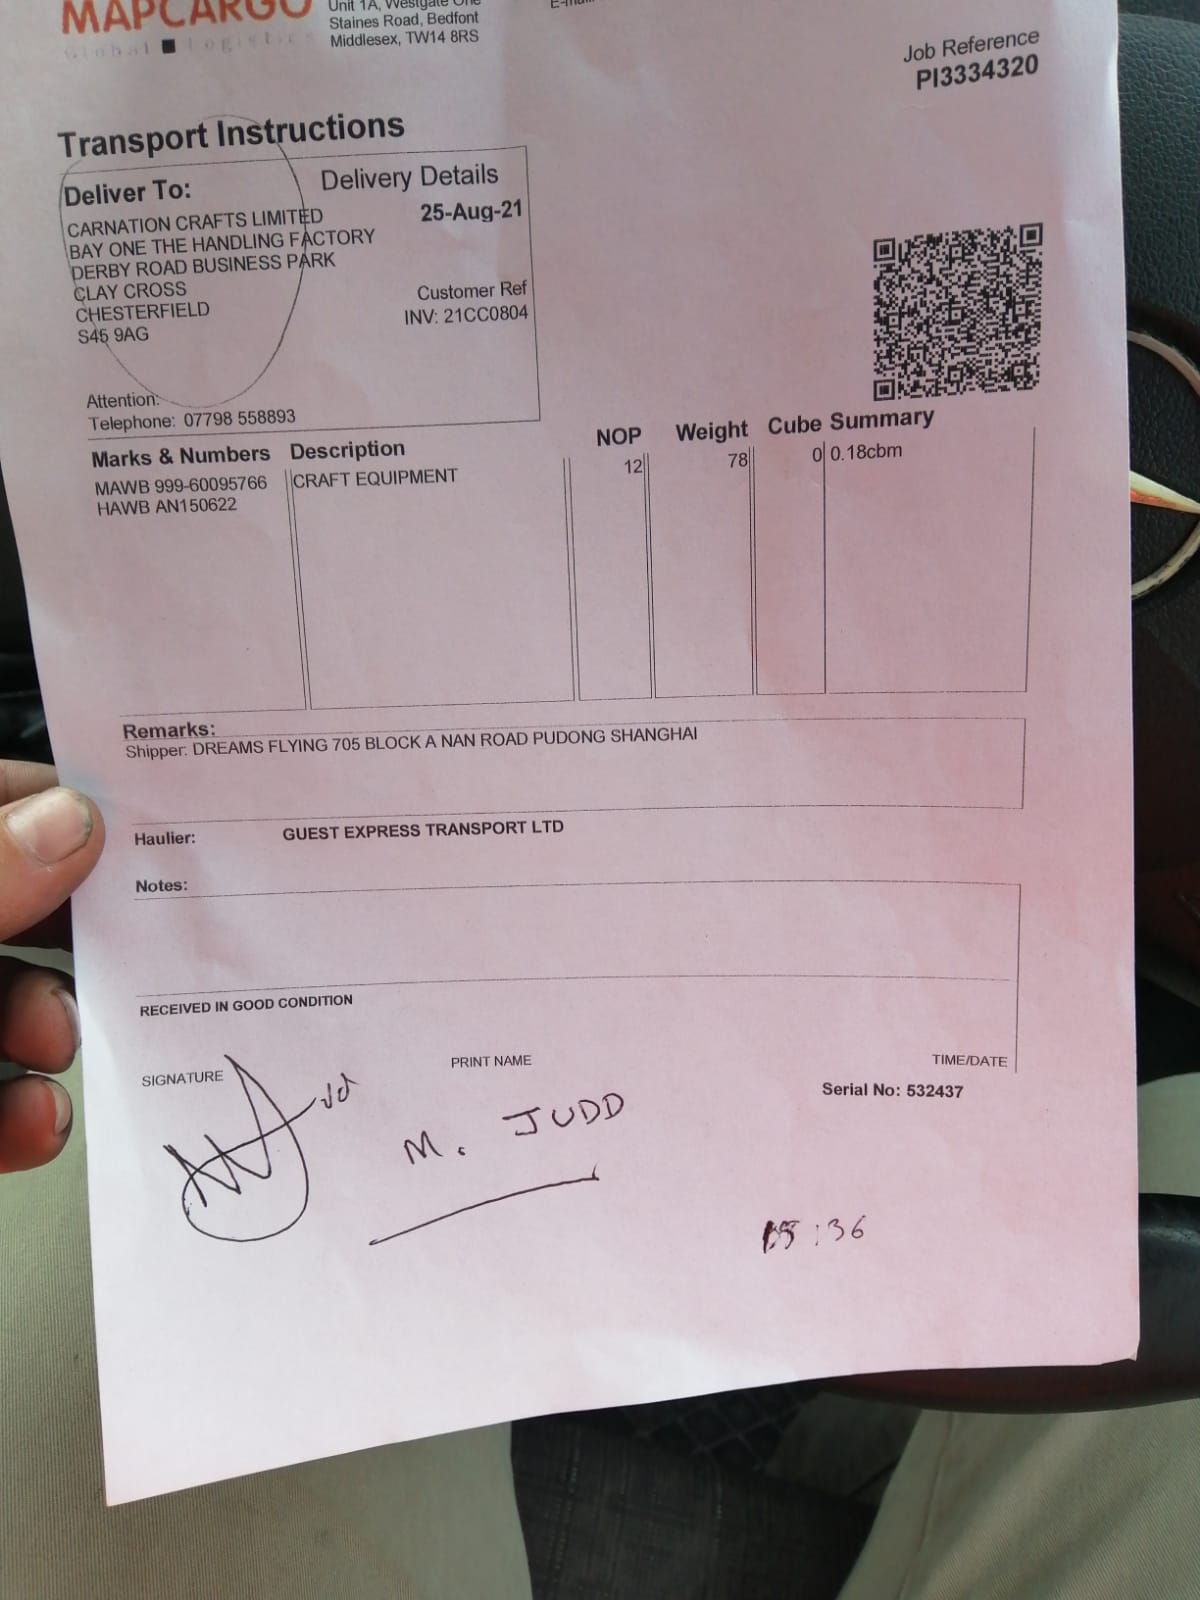 MAPCARGO
Global Logistics
Unit 1A, Westgate One
Staines Road, Bedfont
Middlesex, TW14 8RS
Job Reference
PI3334320
Transport Instructions
Deliver To:
Delivery Details
CARNATION CRAFTS LIMITED
25-Aug-21
BAY ONE THE HANDLING FACTORY
DERBY ROAD BUSINESS PARK
CLAY CROSS
Customer Ref
CHESTERFIELD
INV: 21CC0804
S45 9AG
Attention:
Telephone: 07798 558893
Marks & Numbers Description NOP Weight Cube Summary
MAWB 999-60095766 CRAFT EQUIPMENT 12 78 0 0.18cbm
HAWB AN150622
Remarks:
Shipper: DREAMS FLYING 705 BLOCK A NAN ROAD PUDONG SHANGHAI
Haulier: GUEST EXPRESS TRANSPORT LTD
Notes:
RECEIVED IN GOOD CONDITION
SIGNATURE PRINT NAME TIME/DATE
Serial No: 532437
M. JUDD
:36